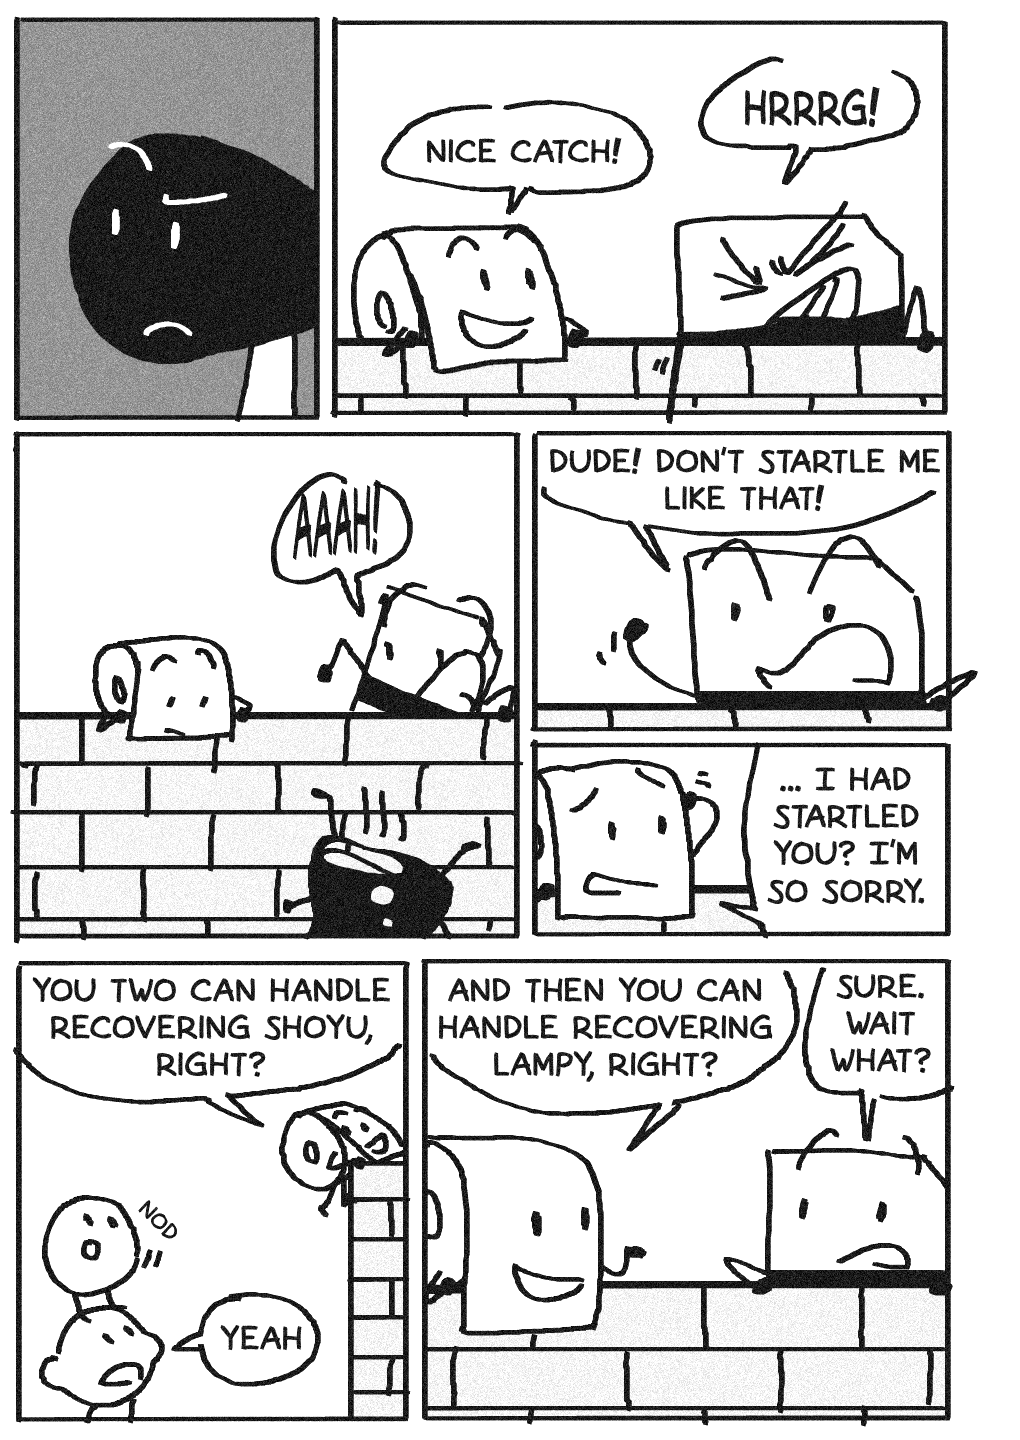 NICE CATCH!
HRRRG!
AAAH!
DUDE! DON'T STARTLE ME
LIKE THAT!
... I HAD
STARTLED
YOU? I'M
SO SORRY.
YOU TWO CAN HANDLE
RECOVERING SHOYU,
RIGHT?
NOD
YEAH
AND THEN YOU CAN
HANDLE RECOVERING
LAMPY, RIGHT?
SURE.
WAIT
WHAT?